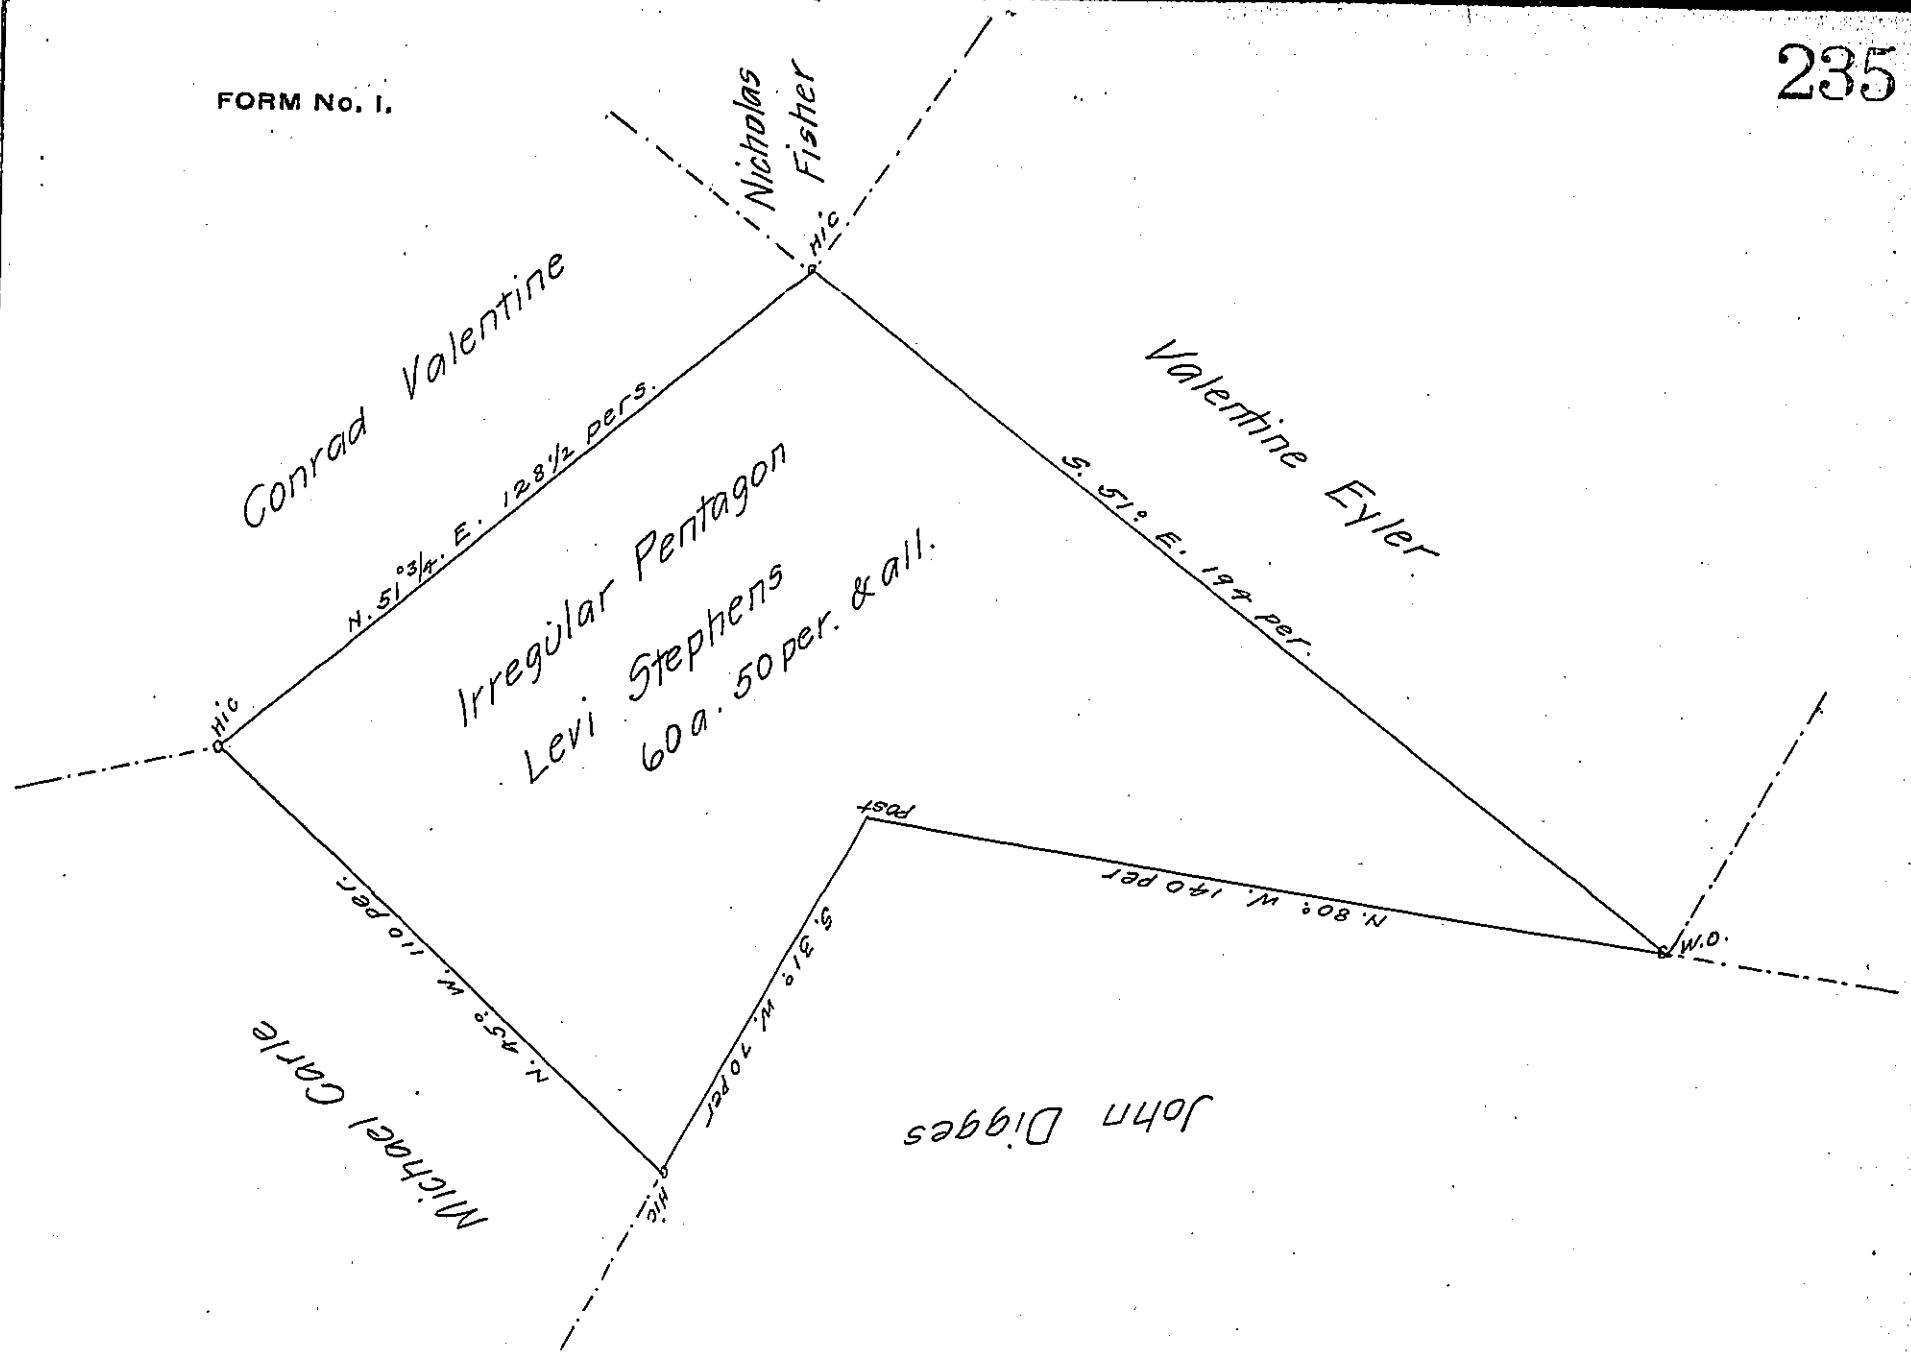 FORM No. 1.
235
Nicholas
Fisher
Hic
Conrad Valentine
N. 51°3/4. E. 128 1/2 pers.
Valentine Eyler
S. 51° E. 194 per.
Irregular Pentagon
Levi Stephens
60 a. 50 per. & all.
Hic
Post
N. 80° W. 140 per
W.O.
S. 31° W. 70 per
N. 45° W. 110 per.
Michael Carle
John Digges
Hic